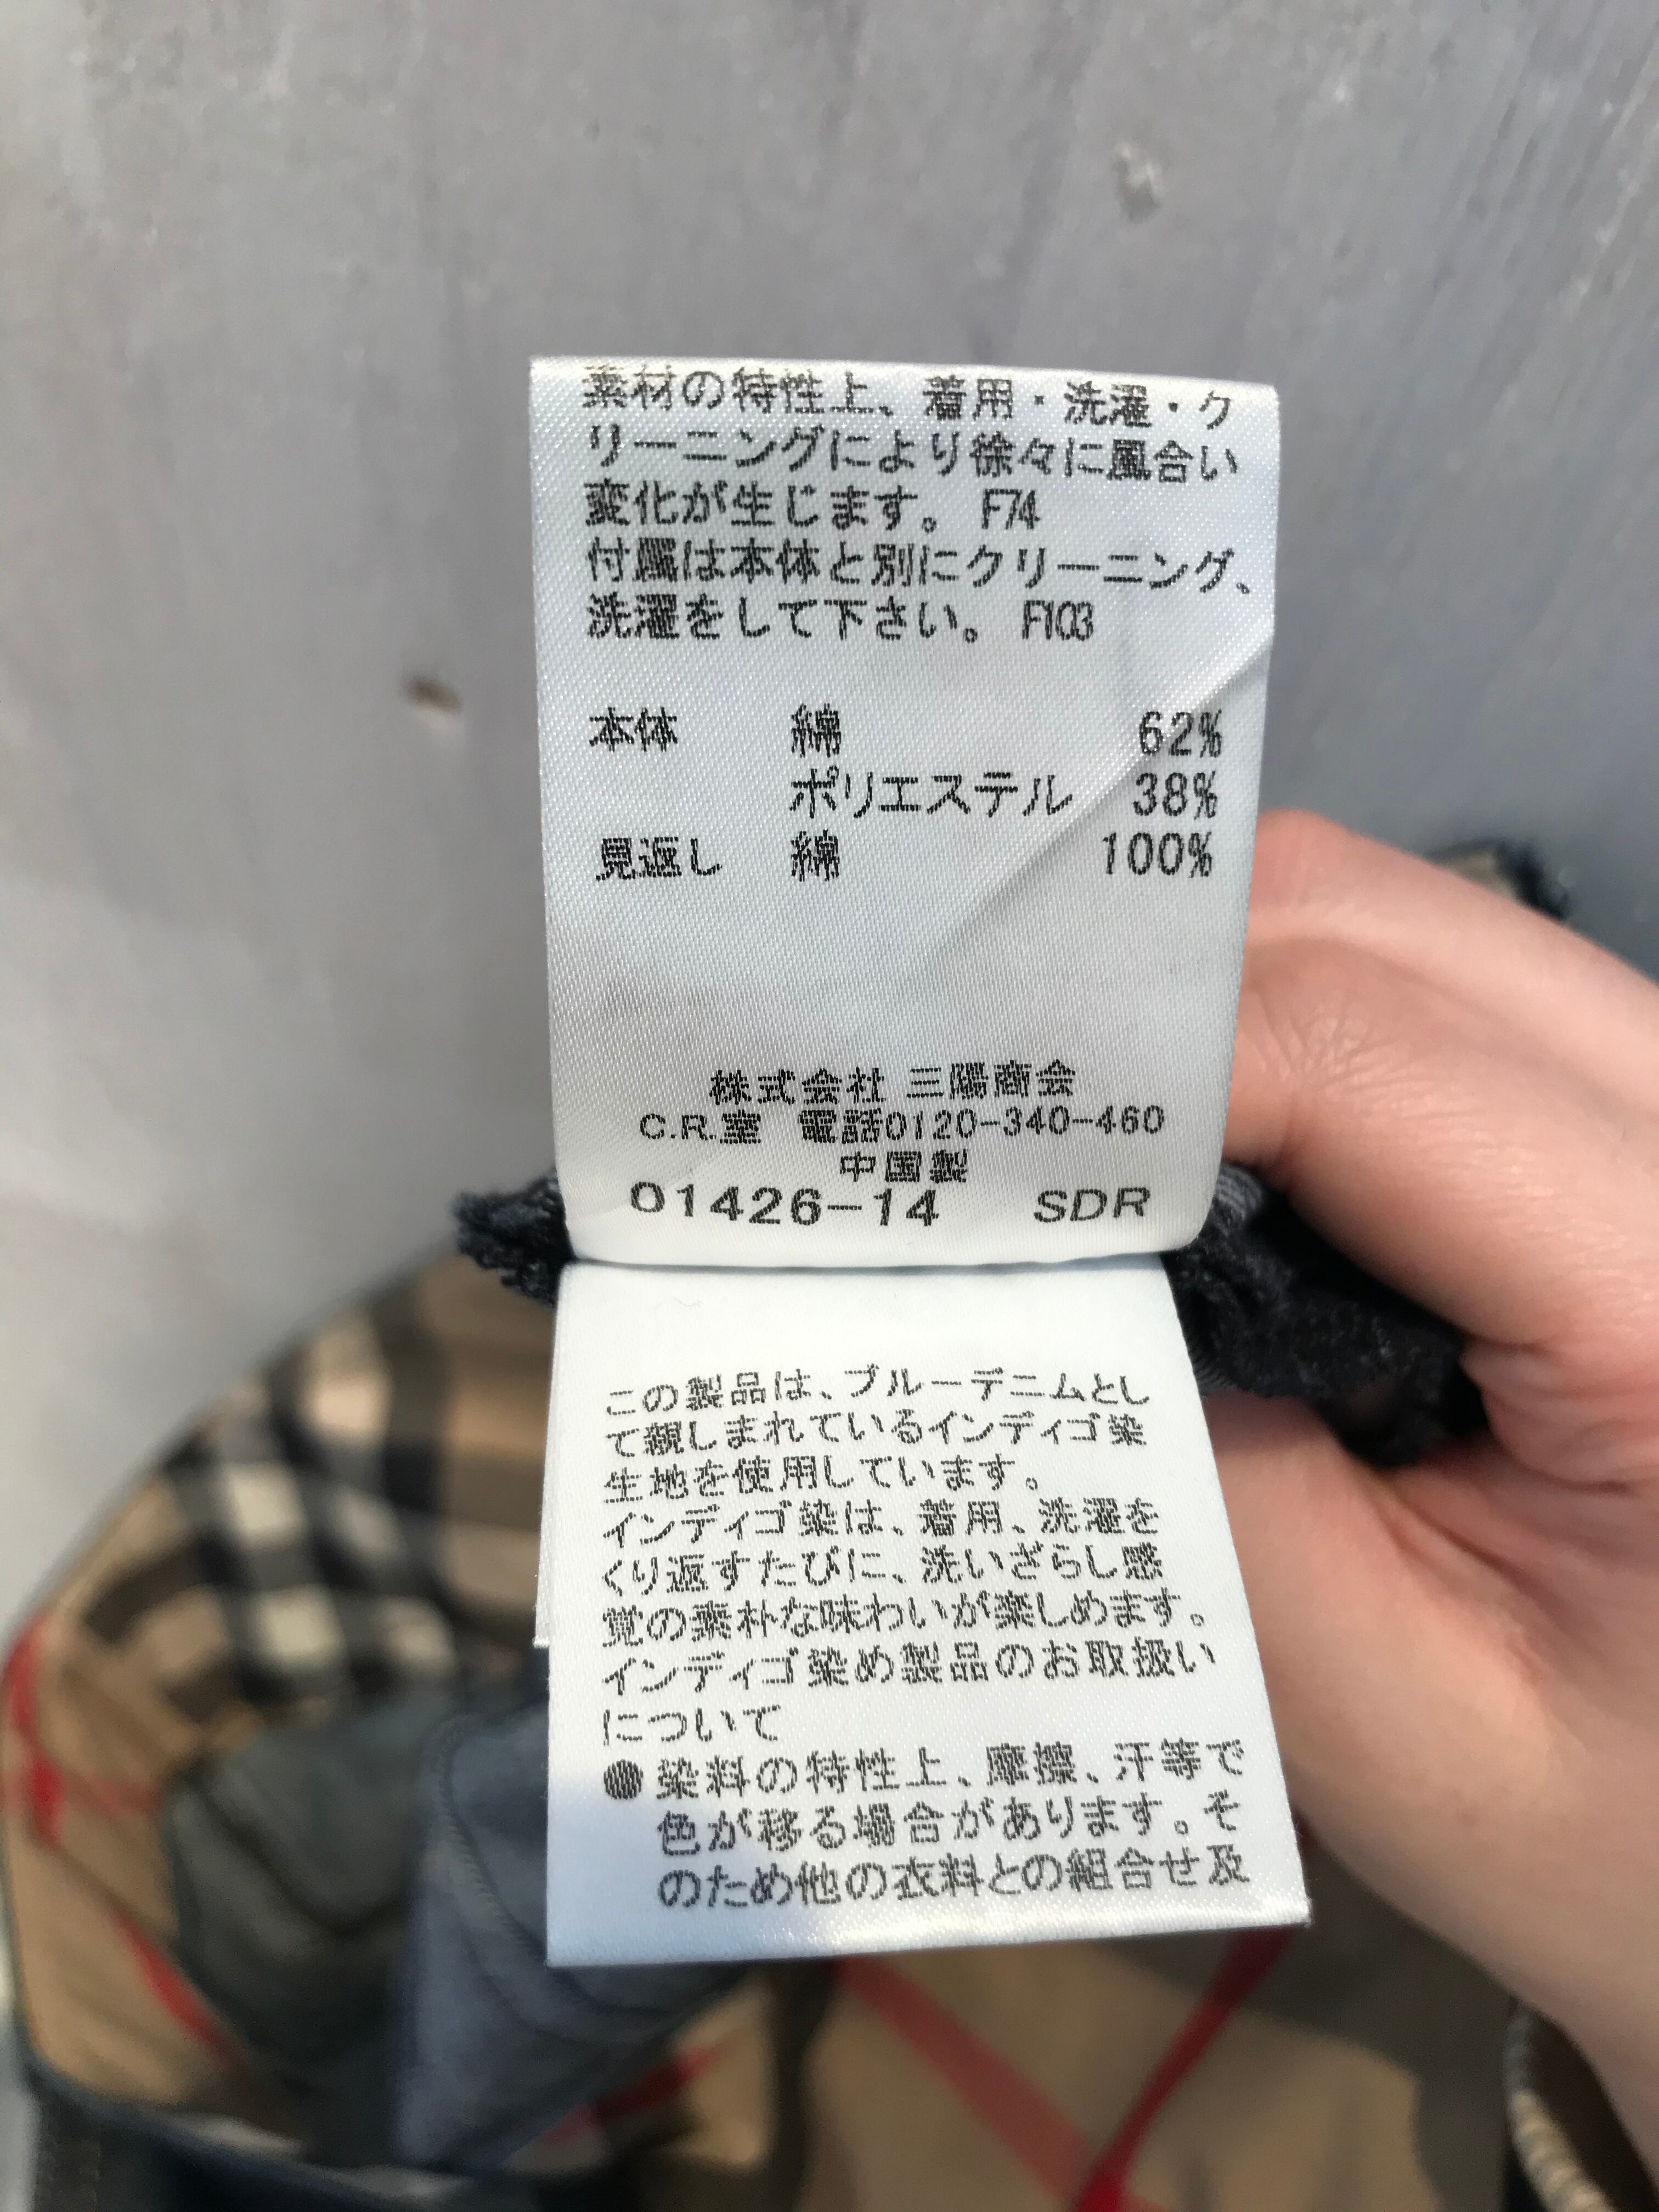 素材の特性上、着用・洗濯・ク
リーニングにより徐々に風合い
変化が生じます。 F74
付属は本体と別にクリーニング、
洗濯をして下さい。 F103
本体 綿 62%
ポリエステル 38%
見返し 綿 100%
株式会社 三陽商会
C.R.室 電話0120-340-460
中国製
01426-14 SDR
この製品は、ブルーデニムとし
て親しまれているインディゴ染
生地を使用しています。
インディゴ染は、着用、洗濯を
くり返すたびに、洗いざらし感
覚の素朴な味わいが楽しめます。
インディゴ染め製品のお取扱い
について
●染料の特性上、摩擦、汗等で
色が移る場合があります。そ
のため他の衣料との組合せ及